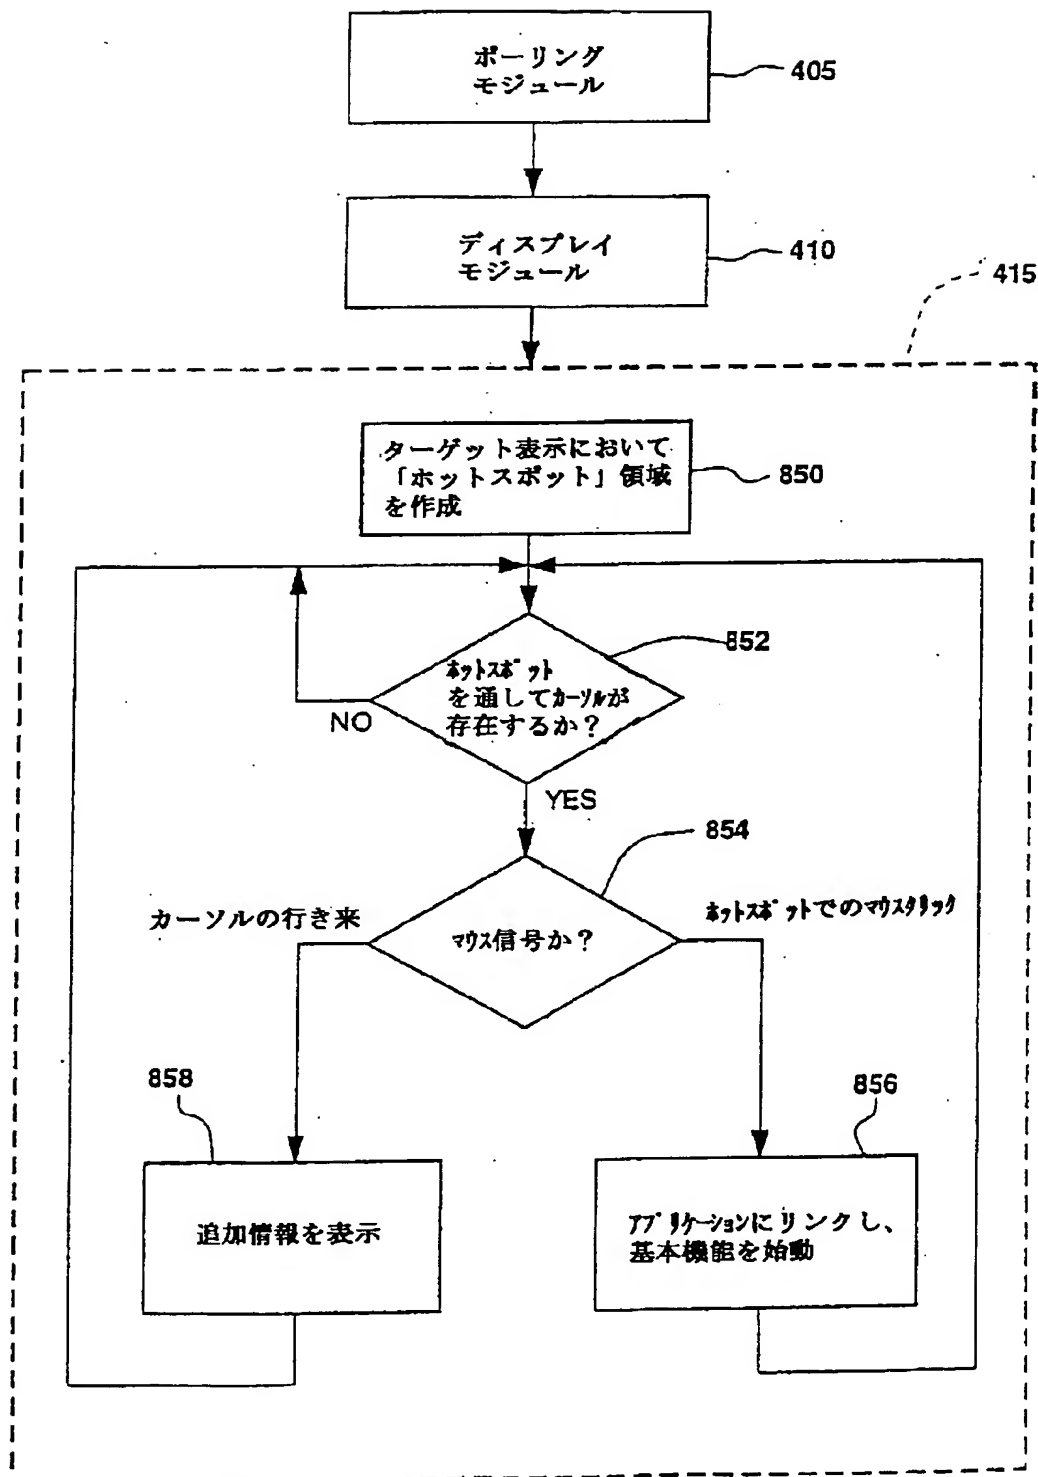 ポーリング
モジュール
405
ディスプレイ
モジュール
410
415
ターゲット表示において
「ホットスポット」領域
を作成
850
ﾎｯﾄｽﾎﾟｯﾄ
を通してｶｰｿﾙが
存在するか？
852
NO
YES
854
カーソルの行き来
ﾎｯﾄｽﾎﾟｯﾄでのﾏｳｽｸﾘｯｸ
ﾏｳｽ信号か？
858
856
追加情報を表示
ｱﾌﾟﾘｹｰｼｮﾝにリンクし、
基本機能を始動